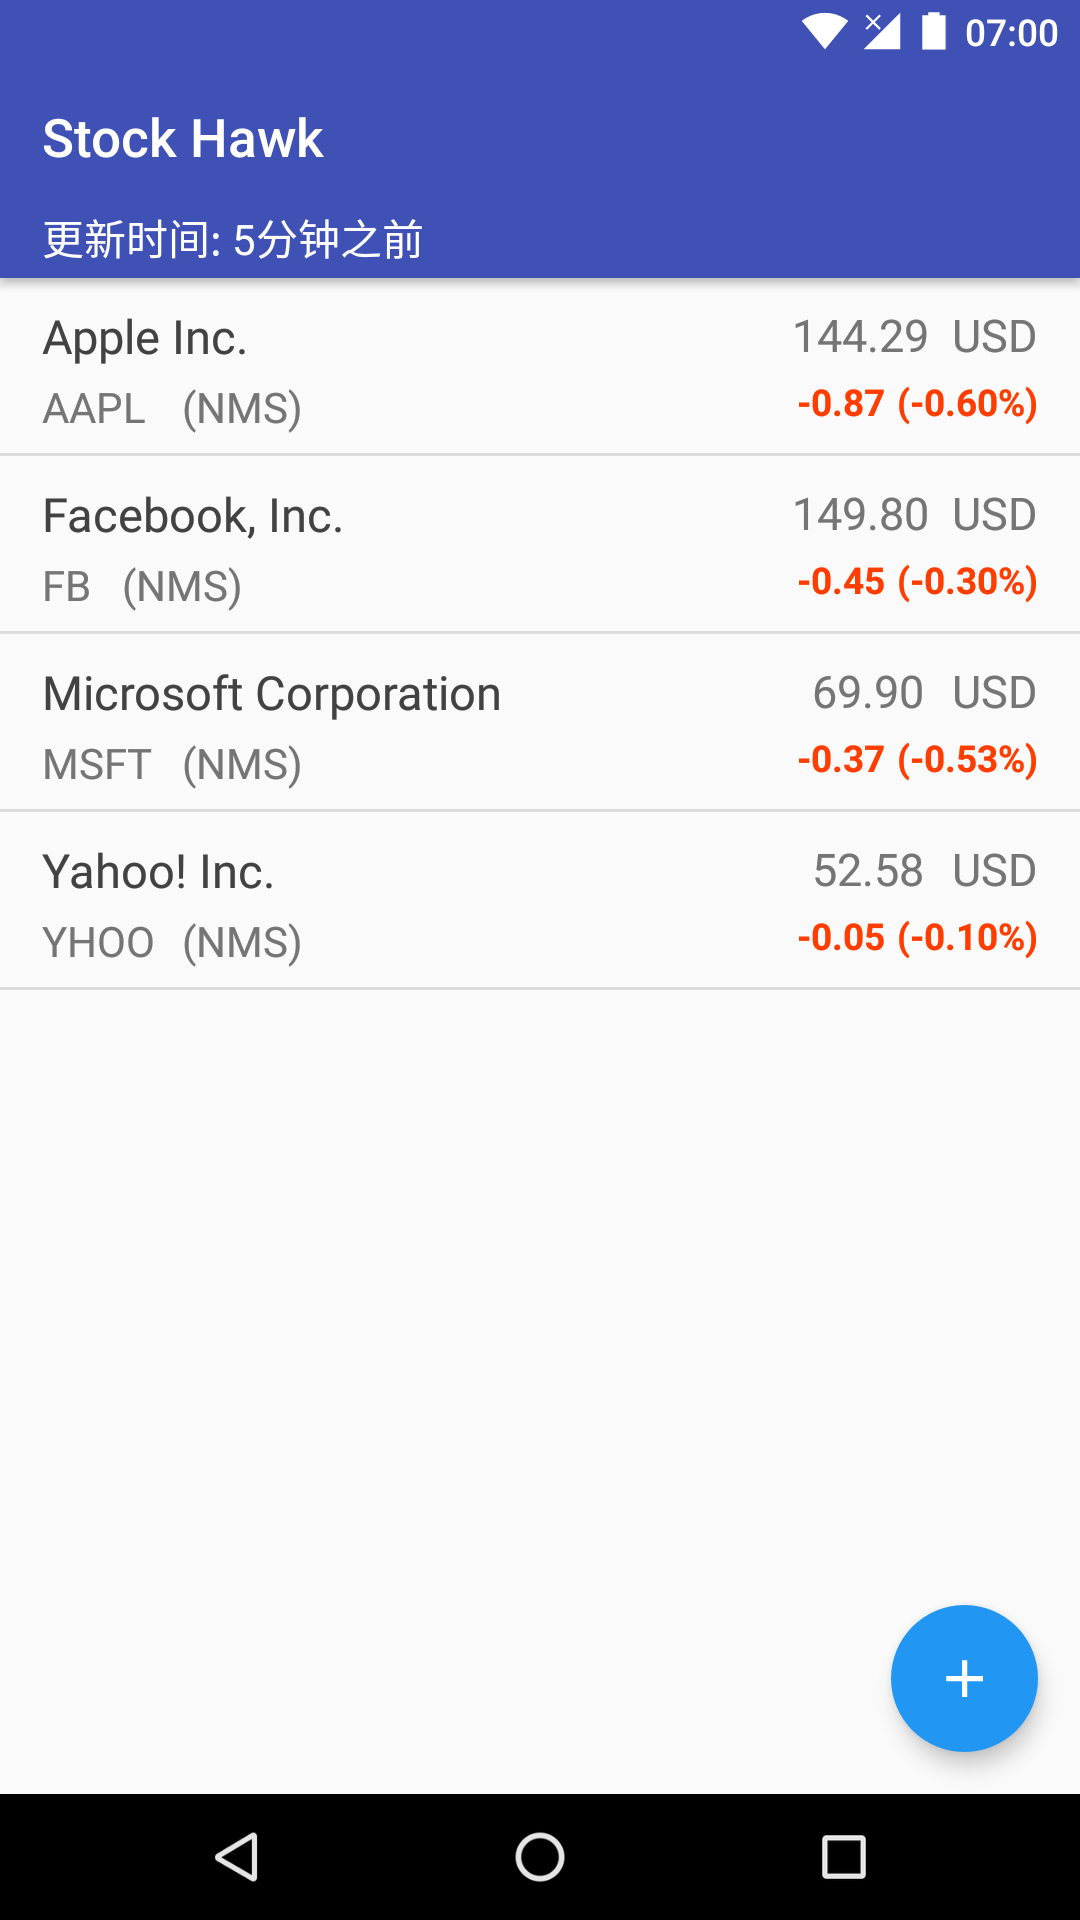 07:00
Stock Hawk
更新时间: 5分钟之前
Apple Inc. 144.29 USD
AAPL (NMS) -0.87 (-0.60%)
Facebook, Inc. 149.80 USD
FB (NMS) -0.45 (-0.30%)
Microsoft Corporation 69.90 USD
MSFT (NMS) -0.37 (-0.53%)
Yahoo! Inc. 52.58 USD
YHOO (NMS) -0.05 (-0.10%)